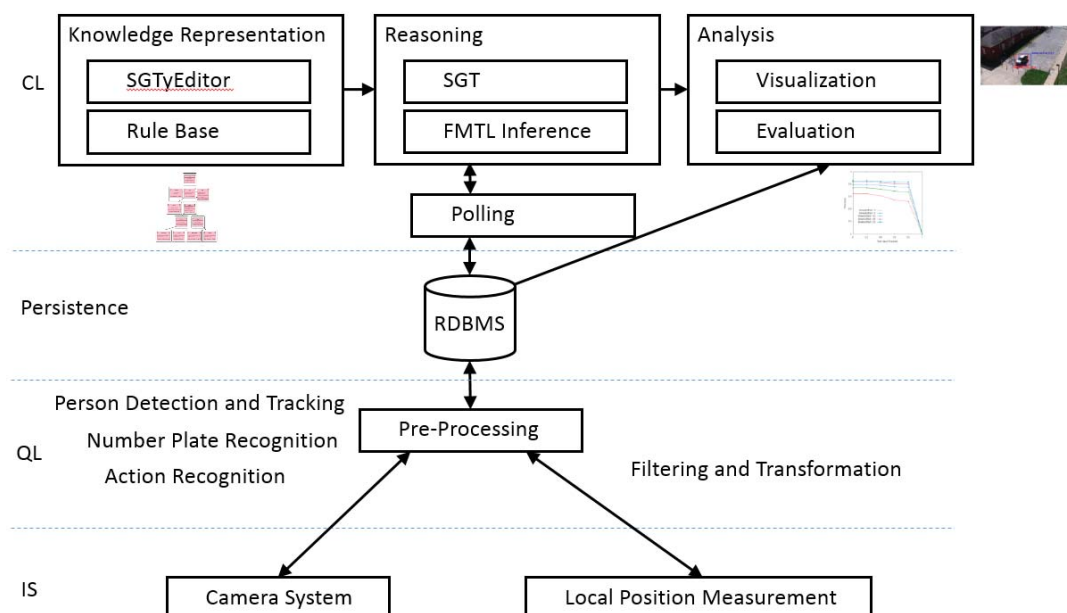 Knowledge Representation
Reasoning
Analysis
CL
SGTyEditor
SGT
Visualization
Rule Base
FMTL Inference
Evaluation
Polling
Persistence
RDBMS
Person Detection and Tracking
Number Plate Recognition
Pre-Processing
QL
Action Recognition
Filtering and Transformation
IS
Camera System
Local Position Measurement